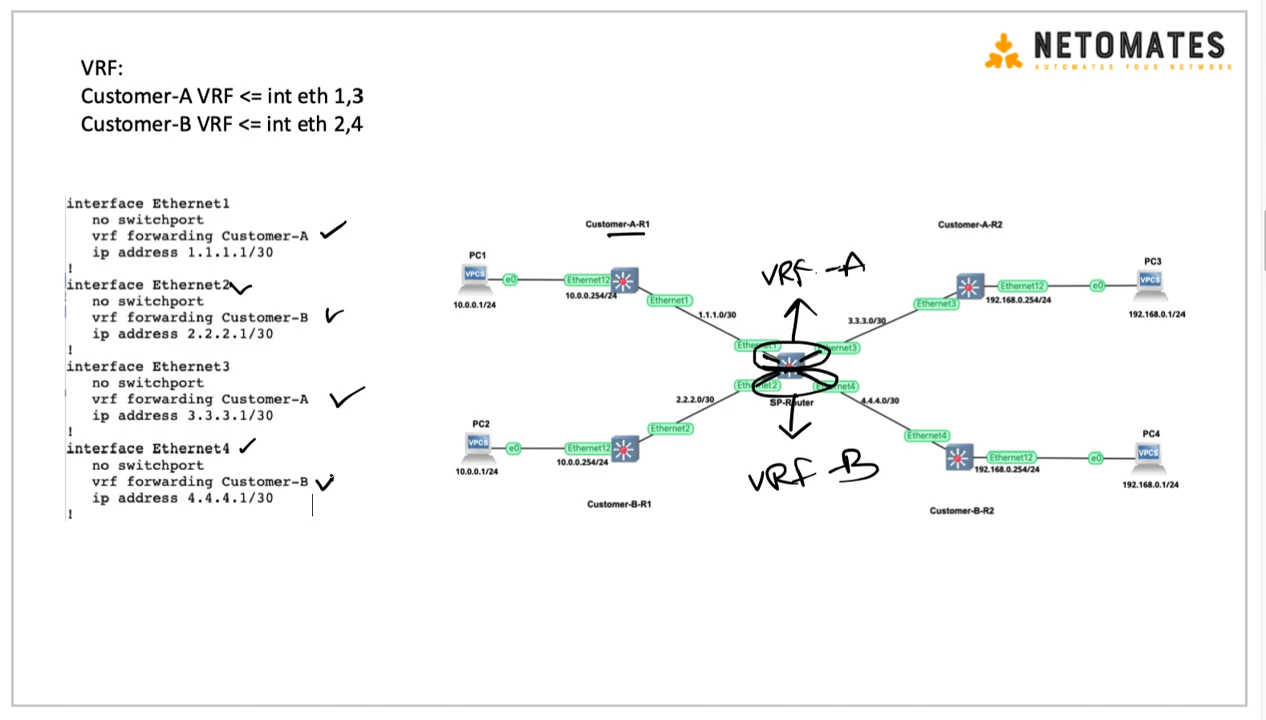 NETOMATES
AUTOMATES YOUR NETWORK
VRF:
Customer-A VRF <= int eth 1,3
Customer-B VRF <= int eth 2,4
interface Ethernet1
no switchport
vrf forwarding Customer-A
ip address 1.1.1.1/30
!
interface Ethernet2
no switchport
vrf forwarding Customer-B
ip address 2.2.2.1/30
!
interface Ethernet3
no switchport
vrf forwarding Customer-A
ip address 3.3.3.1/30
!
interface Ethernet4
no switchport
vrf forwarding Customer-B
ip address 4.4.4.1/30
!
Customer-A-R1
Customer-A-R2
PC1
VPCS
e0
Ethernet12
10.0.0.1/24
10.0.0.254/24
Ethernet1
1.1.1.0/30
VRF-A
PC3
VPCS
e0
Ethernet12
192.168.0.254/24
192.168.0.1/24
Ethernet3
3.3.3.0/30
Ethernet1
Ethernet3
Ethernet2
Ethernet4
SP-Router
2.2.2.0/30
4.4.4.0/30
PC2
VPCS
e0
Ethernet12
10.0.0.1/24
10.0.0.254/24
Ethernet2
VRF-B
Ethernet4
PC4
VPCS
e0
Ethernet12
192.168.0.254/24
192.168.0.1/24
Customer-B-R1
Customer-B-R2